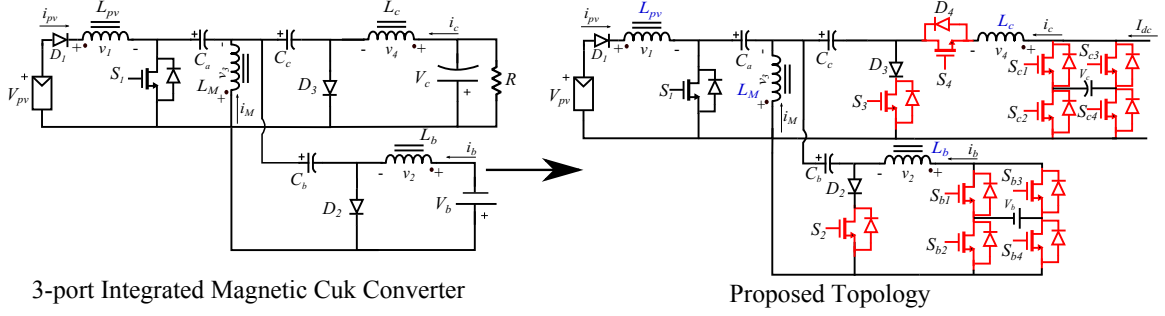 i_pv L_pv L_c i_c
+ D_1 + v_1 - C_a + C_c + - v_4 +
S_1 - v_3 + L_M D_3 V_c + R
V_pv + i_M
L_b i_b
C_b + - v_2 +
D_2 V_b +
3-port Integrated Magnetic Cuk Converter
i_pv L_pv D_4 L_c i_c I_dc
+ D_1 + v_1 - C_a + C_c + S_4 - v_4 + S_c1 S_c3
S_1 - v_3 + L_M D_3 S_3 V_c
V_pv + i_M S_c2 S_c4
L_b i_b
C_b + - v_2 +
D_2 S_b1 S_b3
S_2 V_b
S_b2 S_b4
Proposed Topology